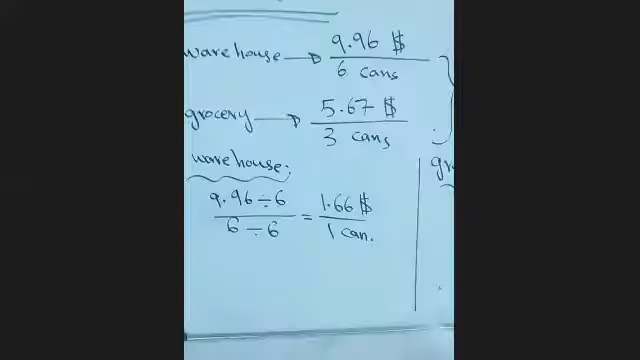 warehouse → 9.96 $
6 cans
grocery → 5.67 $
3 cans
warehouse:
9.96÷6 = 1.66 $
6÷6 1 can.
gr